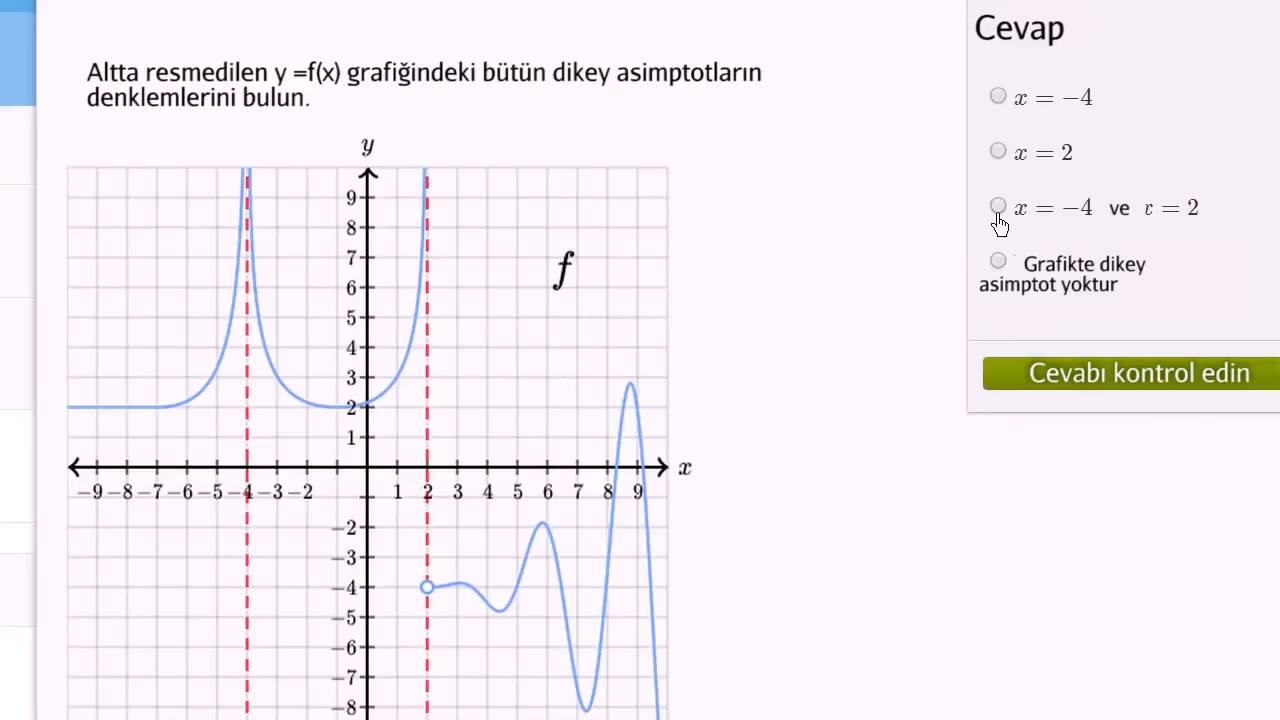 Cevap
Altta resmedilen y =f(x) grafiğindeki bütün dikey asimptotların
denklemlerini bulun.
x = −4
x = 2
x = −4 ve x = 2
Grafikte dikey
asimptot yoktur
Cevabı kontrol edin
y
9
8
7
6
5
4
3
2
1
f
x
−9 −8 −7 −6 −5 −4 −3 −2 1 2 3 4 5 6 7 8 9
−2
−3
−4
−5
−6
−7
−8